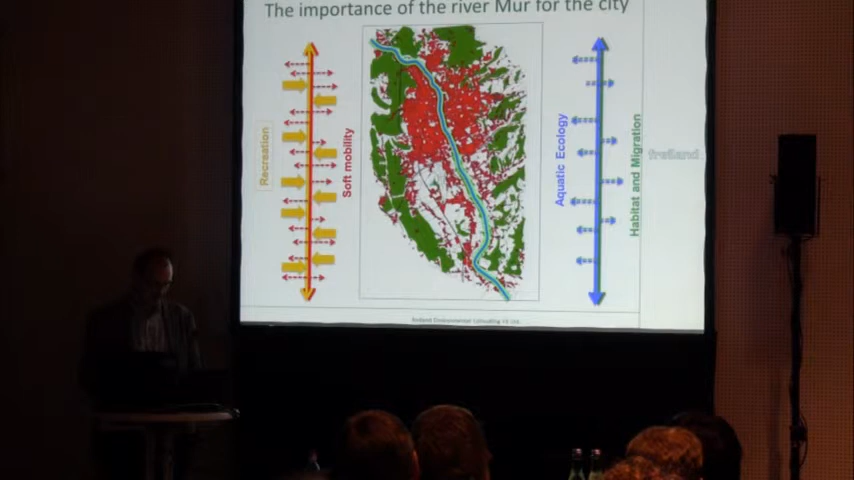 The importance of the river Mur for the city
Recreation
Soft mobility
Aquatic Ecology
Habitat and Migration
freiland